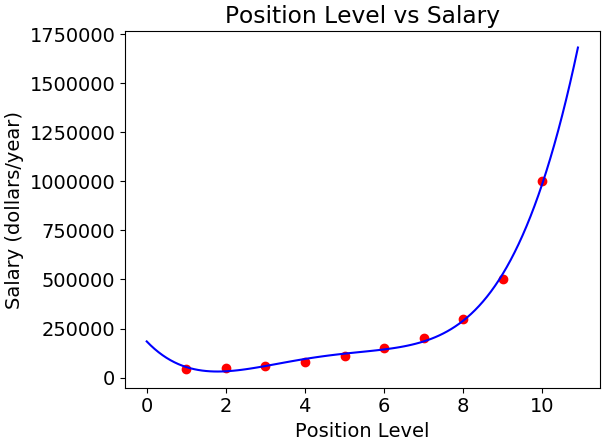 Position Level vs Salary
Salary (dollars/year)
1750000
1500000
1250000
1000000
750000
500000
250000
0
0 2 4 6 8 10
Position Level